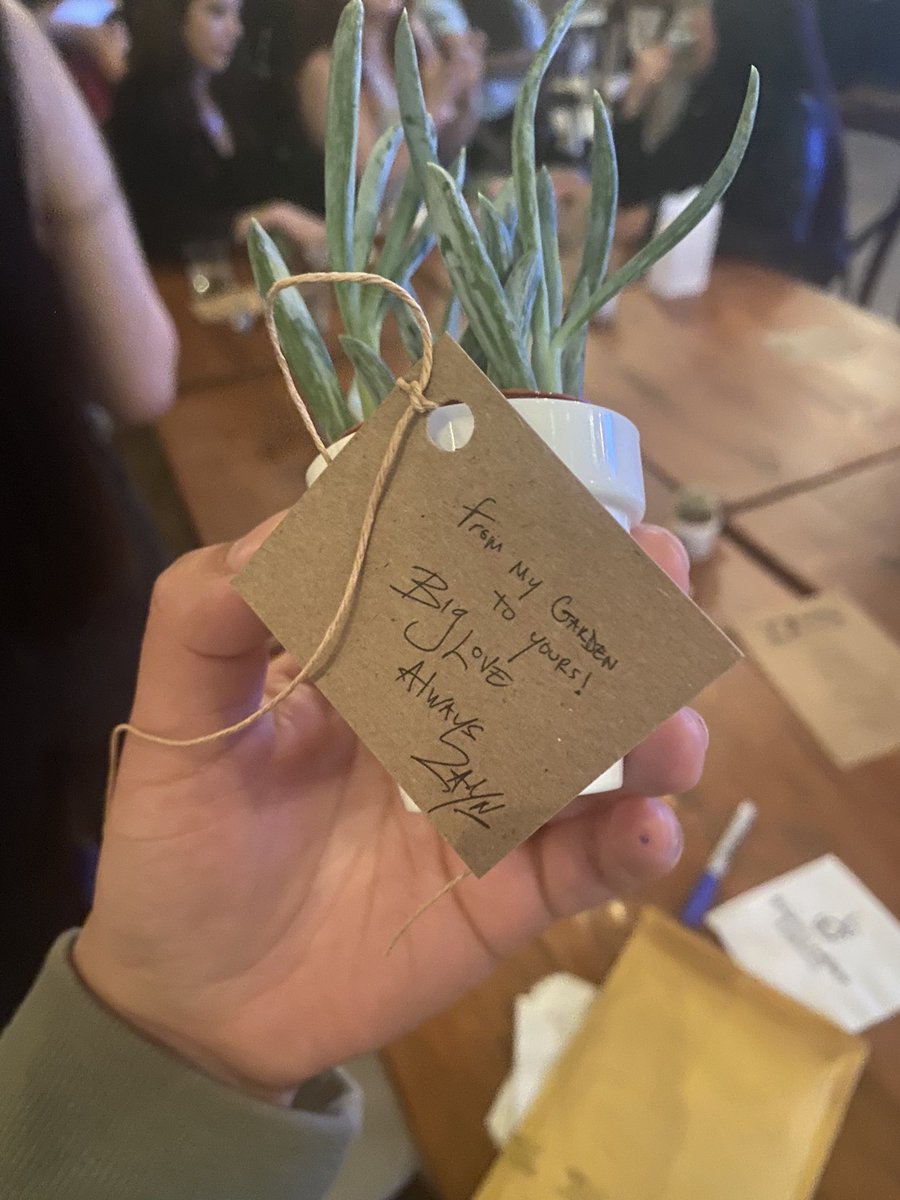 From My Garden
to yours!
Big Love
Always
Zayn